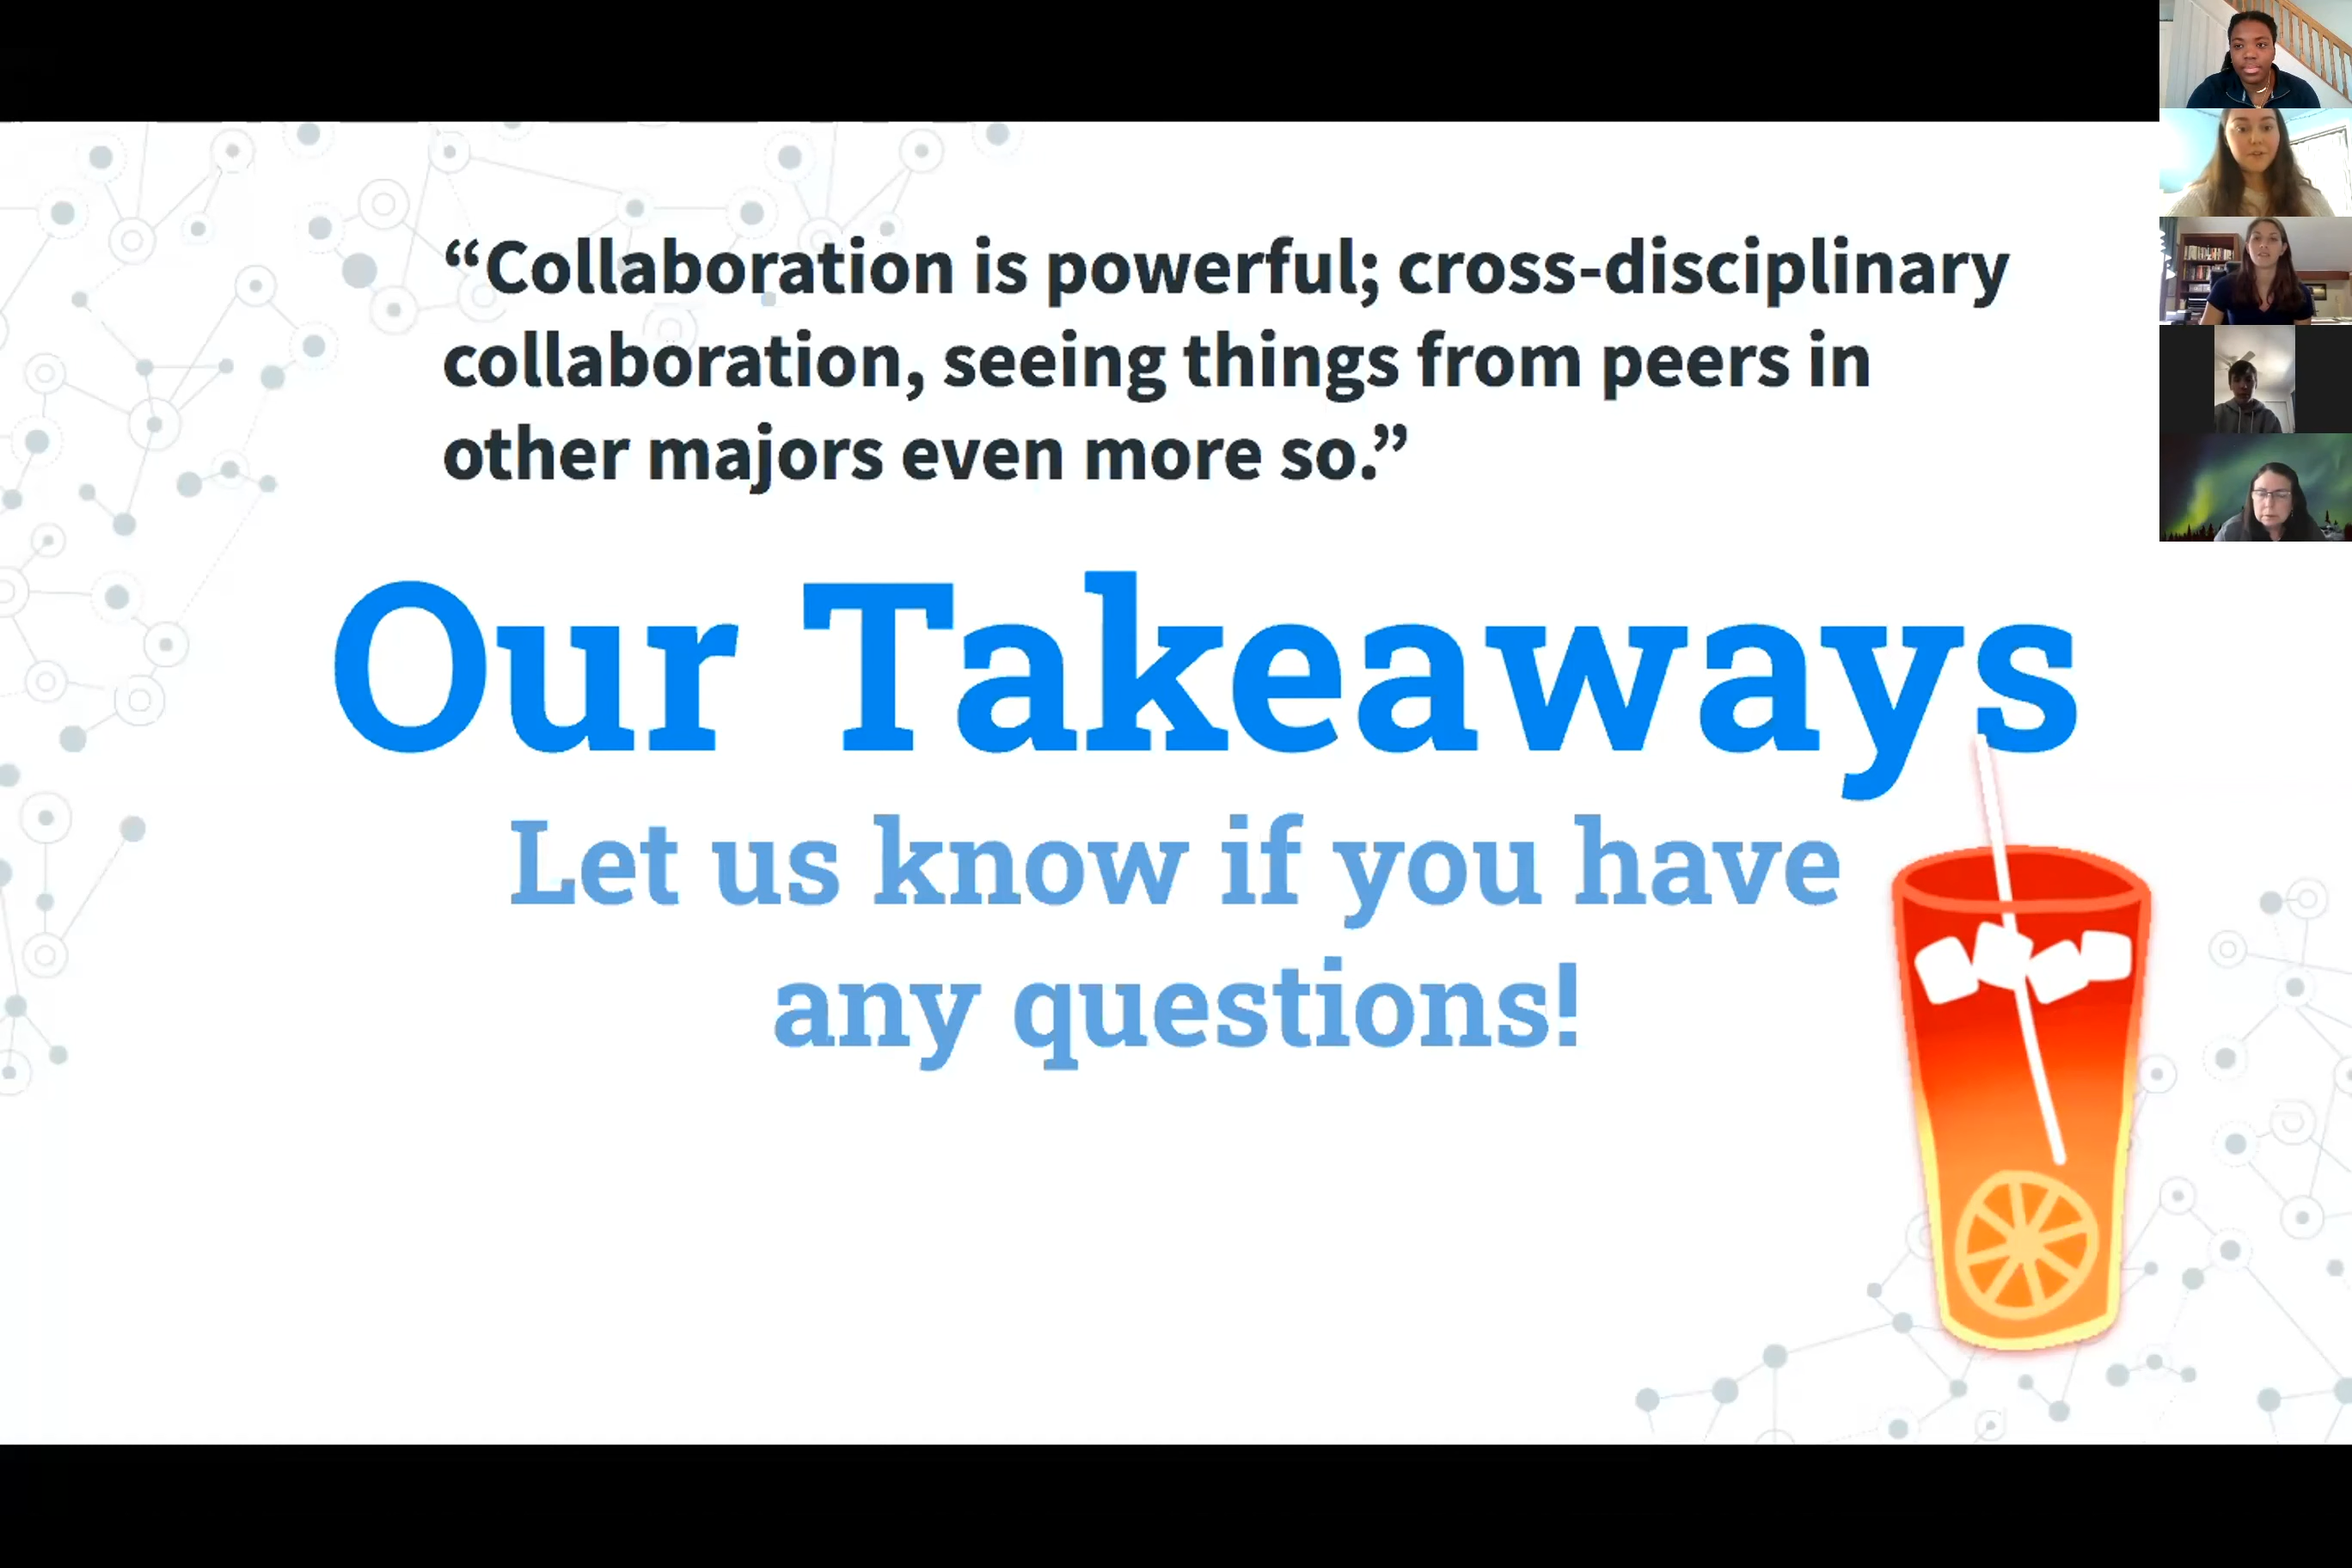 “Collaboration is powerful; cross-disciplinary
collaboration, seeing things from peers in
other majors even more so.”
Our Takeaways
Let us know if you have
any questions!